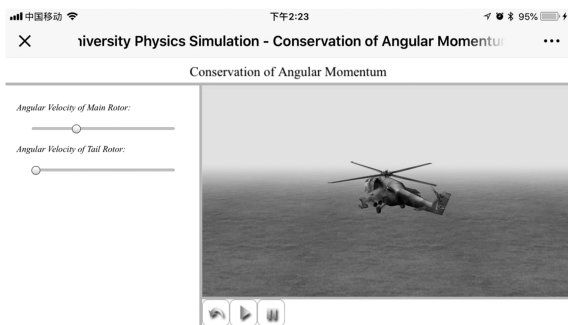 中国移动 下午2:23 95%
niversity Physics Simulation - Conservation of Angular Momentu
Conservation of Angular Momentum
Angular Velocity of Main Rotor:
Angular Velocity of Tail Rotor: